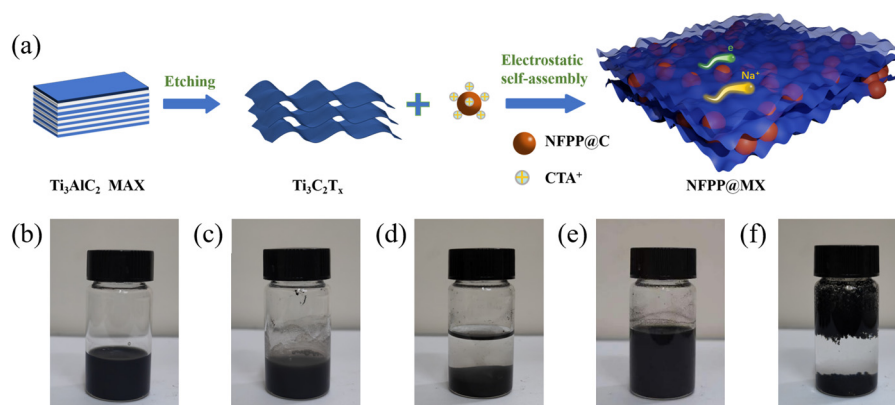 (a)
Etching
Electrostatic
self-assembly
e
Na⁺
+
NFPP@C
CTA⁺
Ti₃AlC₂ MAX
Ti₃C₂Tₓ
NFPP@MX
(b)
(c)
(d)
(e)
(f)